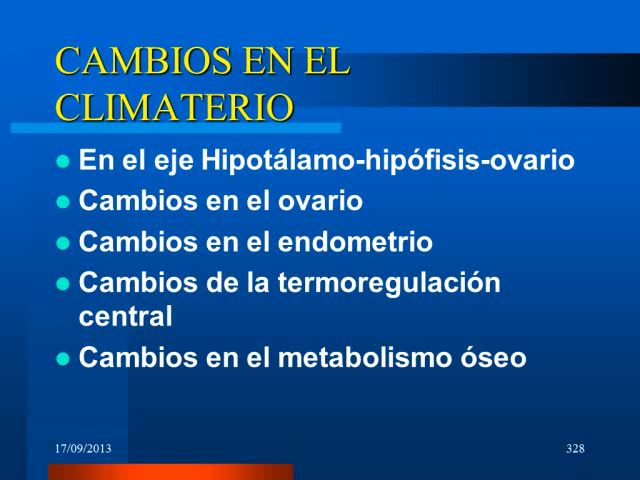 CAMBIOS EN EL
CLIMATERIO
En el eje Hipotálamo-hipófisis-ovario
Cambios en el ovario
Cambios en el endometrio
Cambios de la termoregulación
central
Cambios en el metabolismo óseo
17/09/2013
328